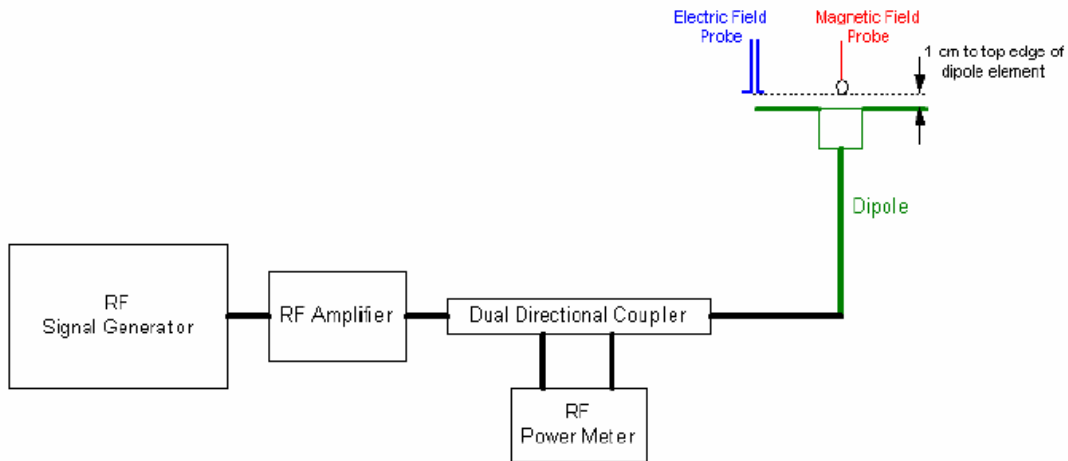 Electric Field
Probe
Magnetic Field
Probe
1 cm to top edge of
dipole element
Dipole
RF
Signal Generator
RF Amplifier
Dual Directional Coupler
RF
Power Meter